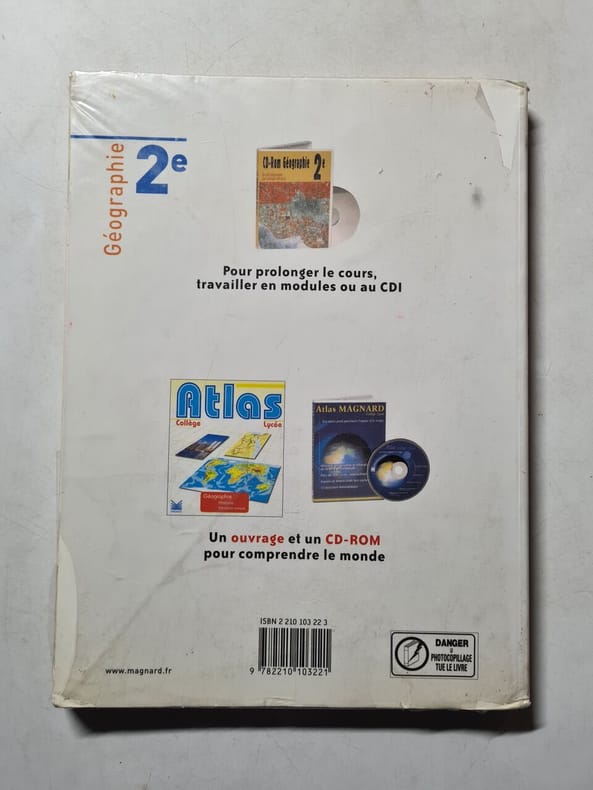 Géographie
2e
CD-Rom Géographie
2e
Pour prolonger le cours,
travailler en modules ou au CDI
Atlas
Collège
Lycée
Géographie
Histoire
Atlas MAGNARD
Un ouvrage et un CD-ROM
pour comprendre le monde
ISBN 2 210 103 22 3
9 782210 103221
www.magnard.fr
DANGER
LE
PHOTOCOPILLAGE
TUE LE LIVRE